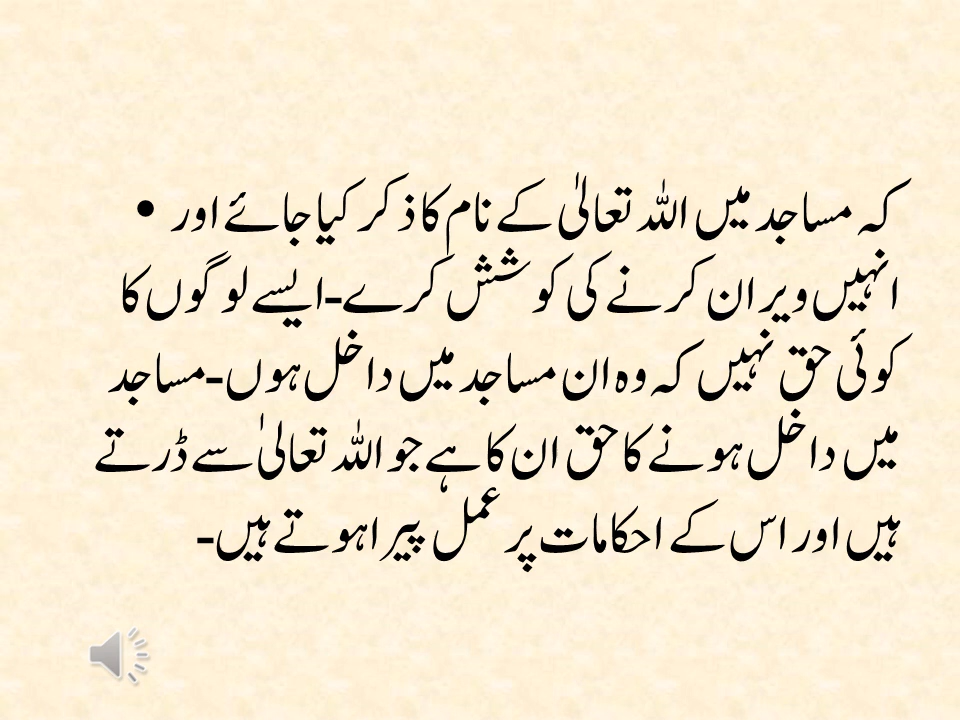 • کہ مساجد میں اللہ تعالٰی کے نام کا ذکر کیا جائے اور
انہیں ویران کرنے کی کوشش کرے-ایسے لوگوں کا
کوئی حق نہیں کہ وہ ان مساجد میں داخل ہوں-مساجد
میں داخل ہونے کا حق ان کا ہے جو اللہ تعالیٰ سے ڈرتے
ہیں اور اس کے احکامات پر عمل پیرا ہوتے ہیں-